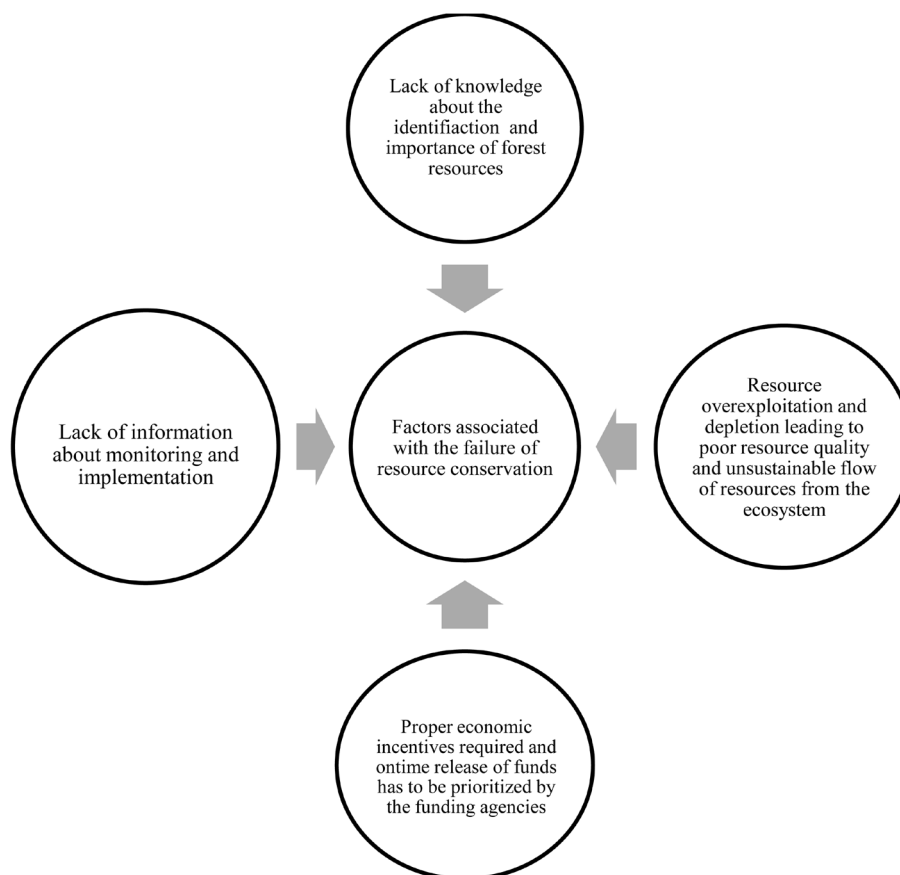 Lack of knowledge
about the
identifiaction and
importance of forest
resources
Lack of information
about monitoring and
implementation
Factors associated
with the failure of
resource conservation
Resource
overexploitation and
depletion leading to
poor resource quality
and unsustainable flow
of resources from the
ecosystem
Proper economic
incentives required and
ontime release of funds
has to be prioritized by
the funding agencies